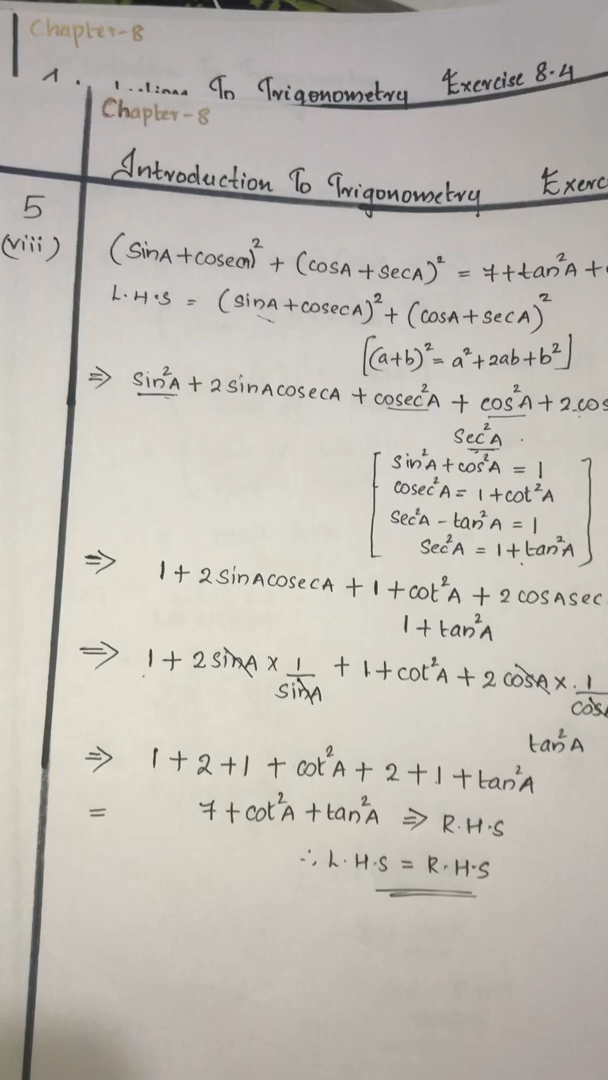 Chapter-8
To Trigonometry Exercise 8.4
Chapter-8
Introduction To Trigonometry Exerc
5
(viii) (sinA+cosecA)² + (cosA+secA)² = 7+tan²A+
L.H.S = (sinA+cosecA)² + (cosA+secA)²
[(a+b)² = a²+2ab+b²]
⇒ sin²A + 2sinAcosecA + cosec²A + cos²A + 2.cos
sec²A.
sin²A+cos²A = 1
cosec²A = 1+cot²A
sec²A - tan²A = 1
sec²A = 1+tan²A
⇒ 1+2sinAcosecA + 1+cot²A + 2cosAsec
1+tan²A
⇒ 1+2sinA × 1/sinA + 1+cot²A + 2cosA × 1/cosA
tan²A
⇒ 1+2+1+cot²A+2+1+tan²A
= 7+cot²A+tan²A ⇒ R.H.S
∴ L.H.S = R.H.S